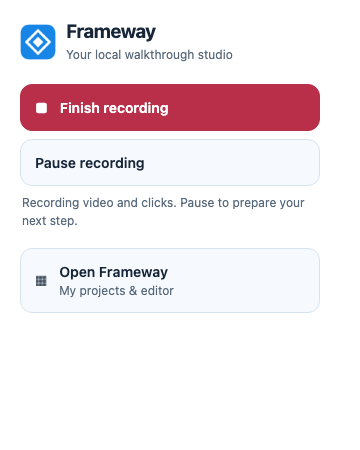 Frameway
Your local walkthrough studio
Finish recording
Pause recording
Recording video and clicks. Pause to prepare your
next step.
Open Frameway
My projects & editor